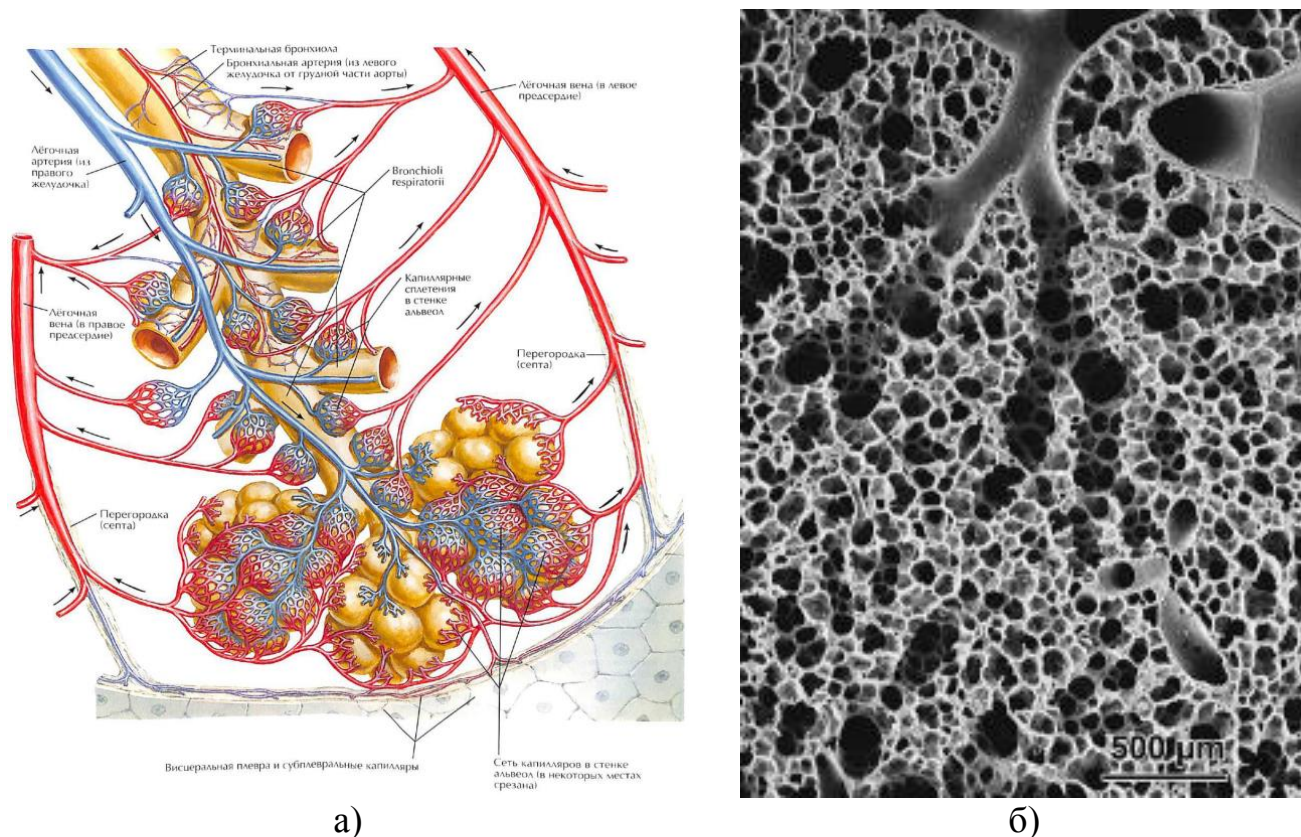 Терминальная бронхиола
Бронхиальная артерия (из левого
желудочка от грудной части аорты)
Лёгочная вена (в левое
предсердие)
Лёгочная
артерия (из
правого
желудочка)
Bronchioli
respiratorii
Капиллярные
сплетения
в стенке
альвеол
Лёгочная
вена (в правое
предсердие)
Перегородка
(септа)
Перегородка
(септа)
Висцеральная плевра и субплевральные капилляры
Сеть капилляров в стенке
альвеол (в некоторых местах
срезана)
500 µm
а)
б)